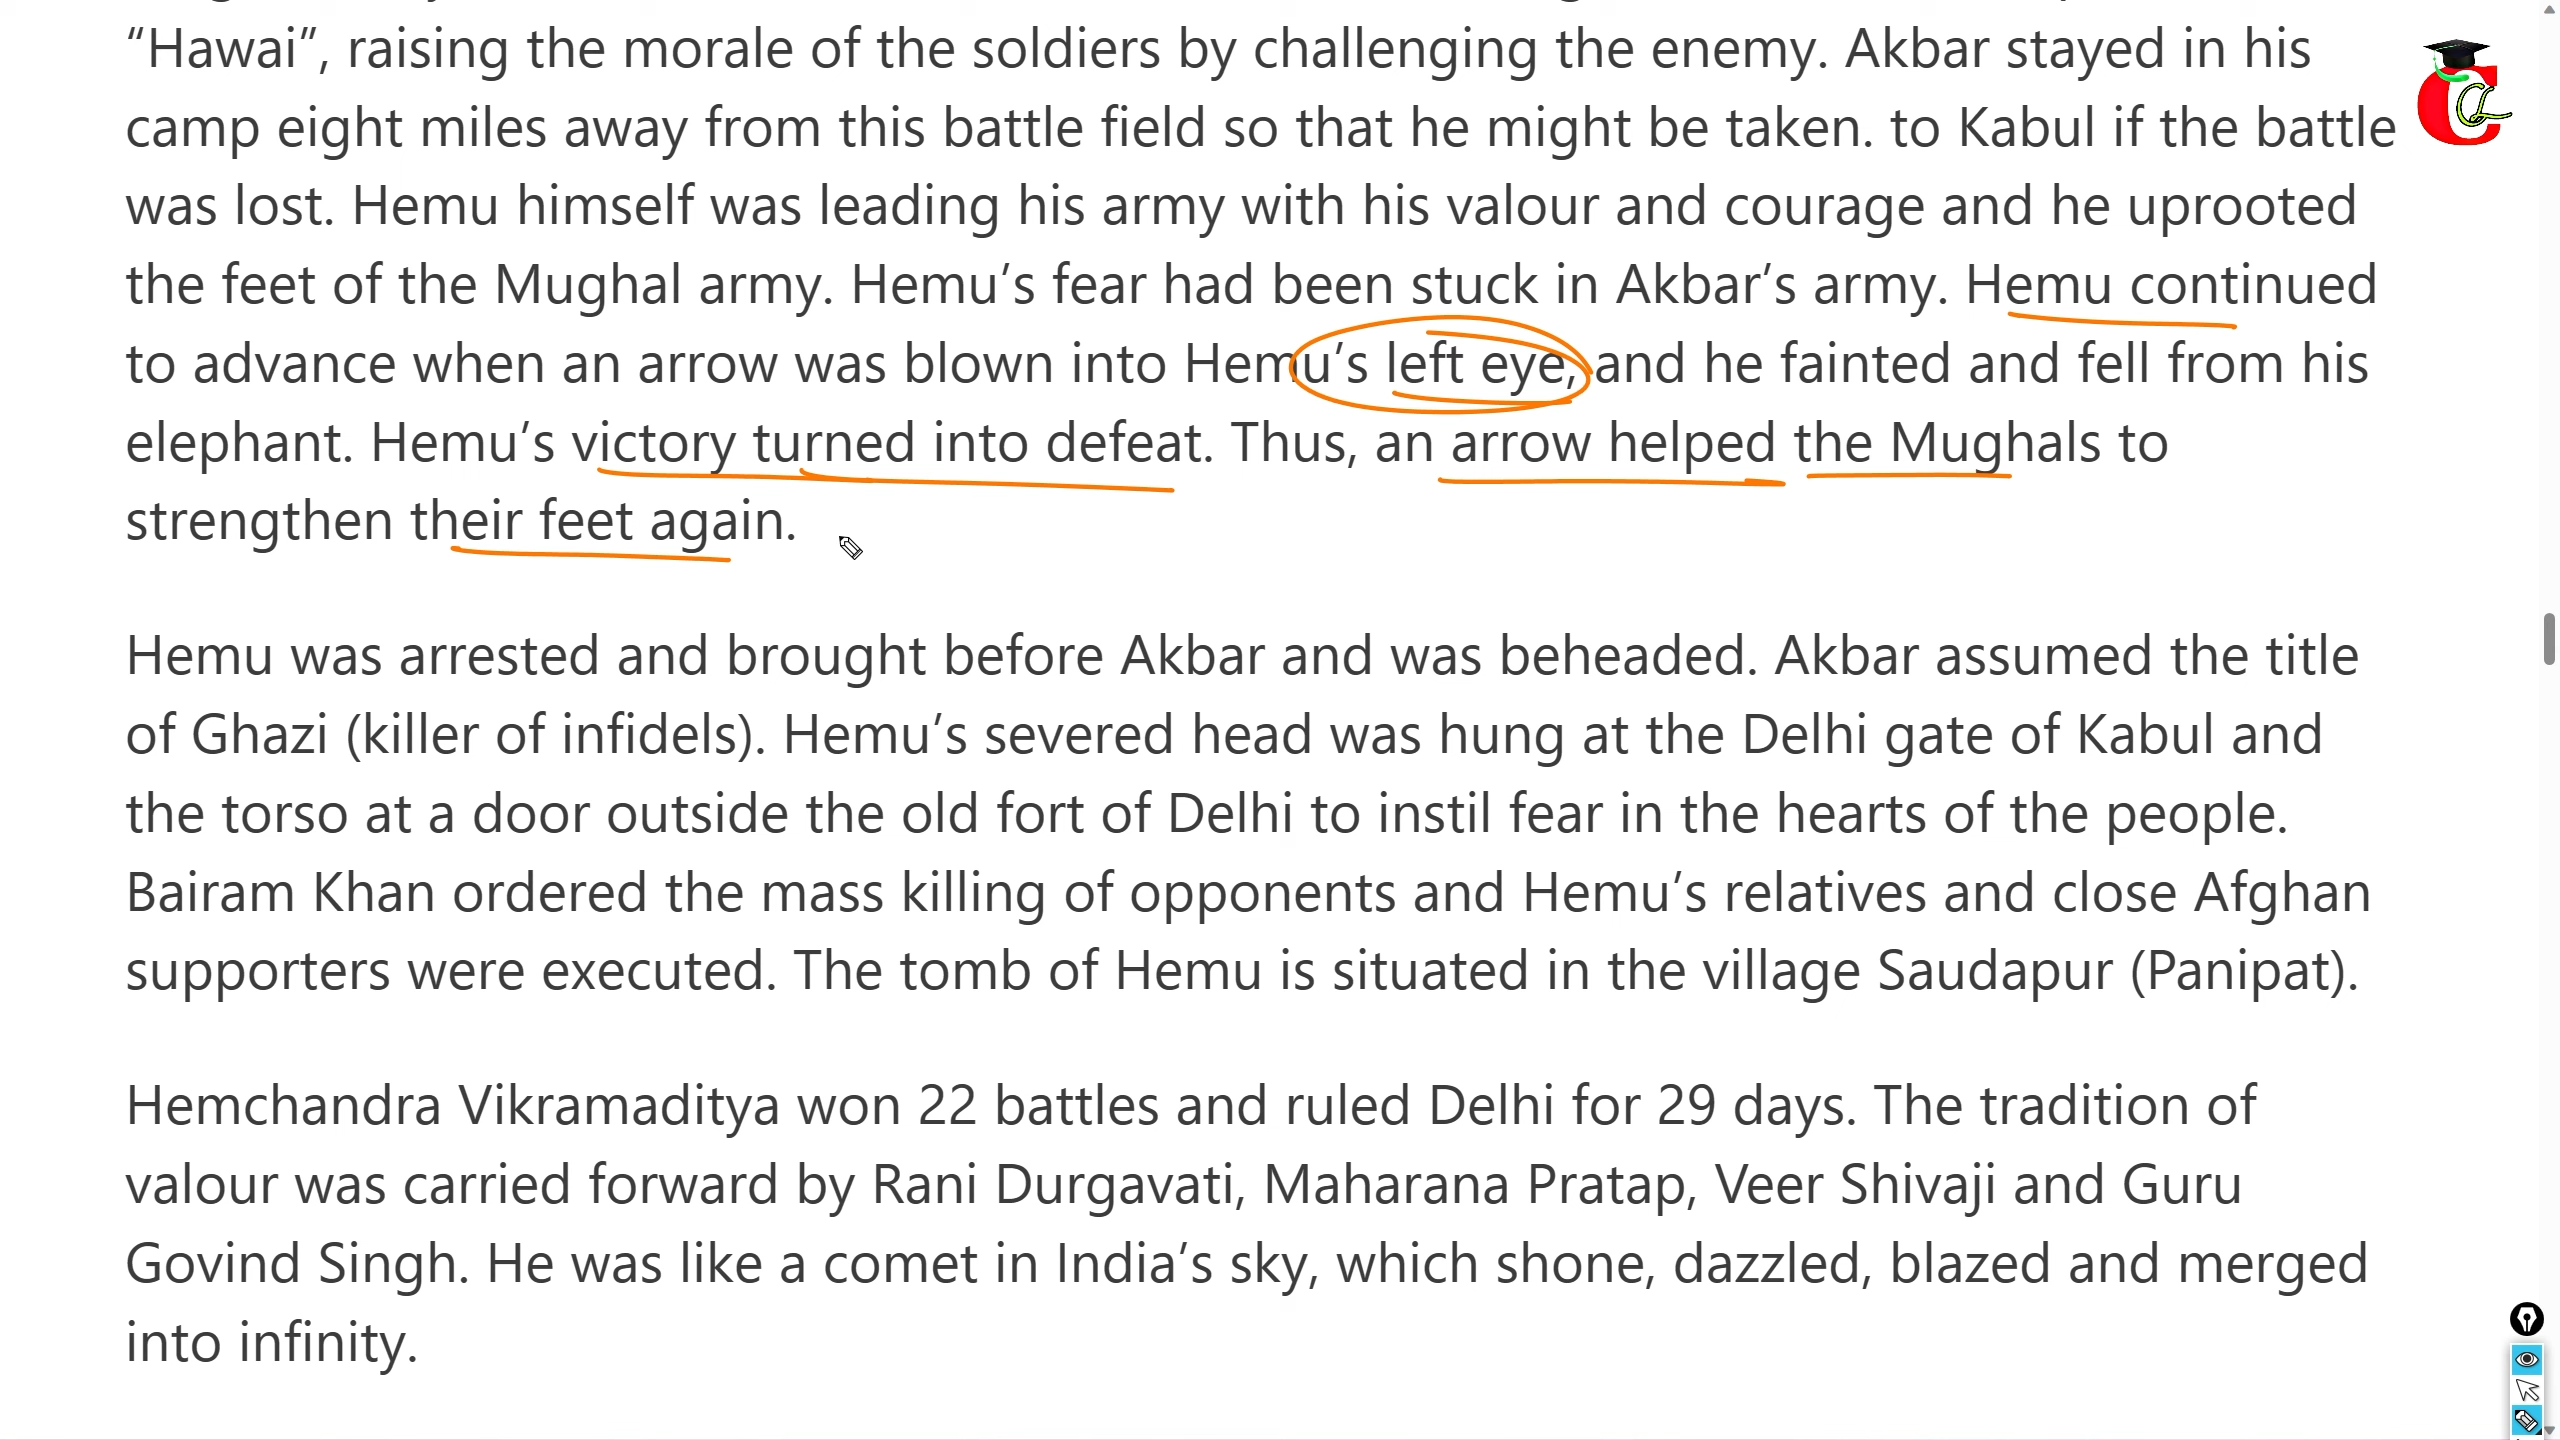 “Hawai”, raising the morale of the soldiers by challenging the enemy. Akbar stayed in his
camp eight miles away from this battle field so that he might be taken. to Kabul if the battle
was lost. Hemu himself was leading his army with his valour and courage and he uprooted
the feet of the Mughal army. Hemu’s fear had been stuck in Akbar’s army. Hemu continued
to advance when an arrow was blown into Hemu’s left eye, and he fainted and fell from his
elephant. Hemu’s victory turned into defeat. Thus, an arrow helped the Mughals to
strengthen their feet again.
Hemu was arrested and brought before Akbar and was beheaded. Akbar assumed the title
of Ghazi (killer of infidels). Hemu’s severed head was hung at the Delhi gate of Kabul and
the torso at a door outside the old fort of Delhi to instil fear in the hearts of the people.
Bairam Khan ordered the mass killing of opponents and Hemu’s relatives and close Afghan
supporters were executed. The tomb of Hemu is situated in the village Saudapur (Panipat).
Hemchandra Vikramaditya won 22 battles and ruled Delhi for 29 days. The tradition of
valour was carried forward by Rani Durgavati, Maharana Pratap, Veer Shivaji and Guru
Govind Singh. He was like a comet in India’s sky, which shone, dazzled, blazed and merged
into infinity.